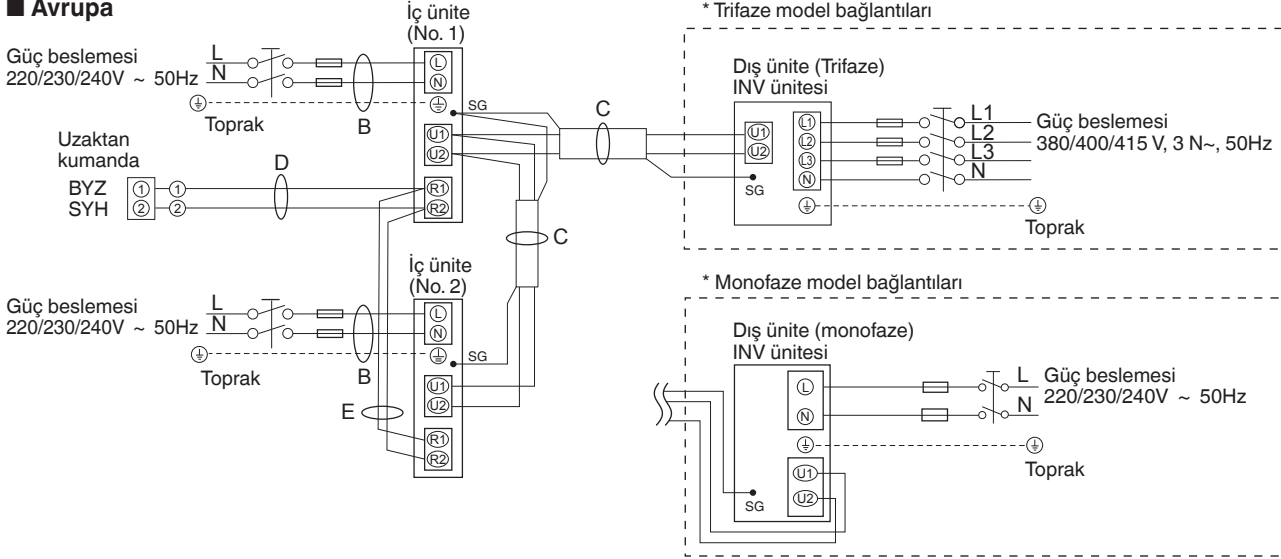 ■ Avrupa
İç ünite
(No. 1)
Güç beslemesi
220/230/240V ~ 50Hz
L
N
Toprak
B
L
N
SG
U1
U2
R1
R2
C
Uzaktan
kumanda
BYZ
SYH
1
2
1
2
D
C
İç ünite
(No. 2)
Güç beslemesi
220/230/240V ~ 50Hz
L
N
Toprak
B
E
L
N
SG
U1
U2
R1
R2
* Trifaze model bağlantıları
Dış ünite (Trifaze)
INV ünitesi
U1
U2
SG
L1
L2
L3
N
L1
L2
L3
N
Güç beslemesi
380/400/415 V, 3 N~, 50Hz
Toprak
* Monofaze model bağlantıları
Dış ünite (monofaze)
INV ünitesi
L
N
U1
U2
SG
L
N
Güç beslemesi
220/230/240V ~ 50Hz
Toprak